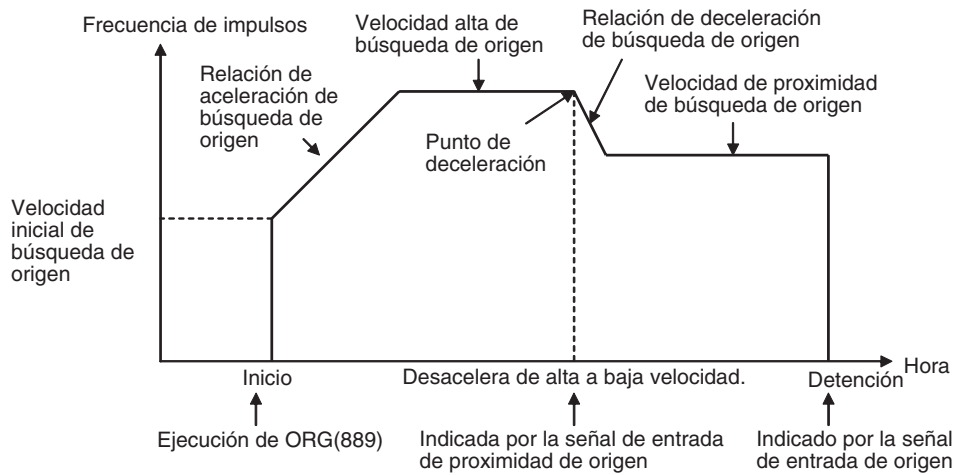 Frecuencia de impulsos
Velocidad alta de
búsqueda de origen
Relación de deceleración
de búsqueda de origen
Relación de
aceleración de
búsqueda de
origen
Velocidad de proximidad
de búsqueda de origen
Punto de
deceleración
Velocidad
inicial de
búsqueda de
origen
Hora
Inicio
Desacelera de alta a baja velocidad.
Detención
Ejecución de ORG(889)
Indicada por la señal de entrada
de proximidad de origen
Indicado por la señal
de entrada de origen